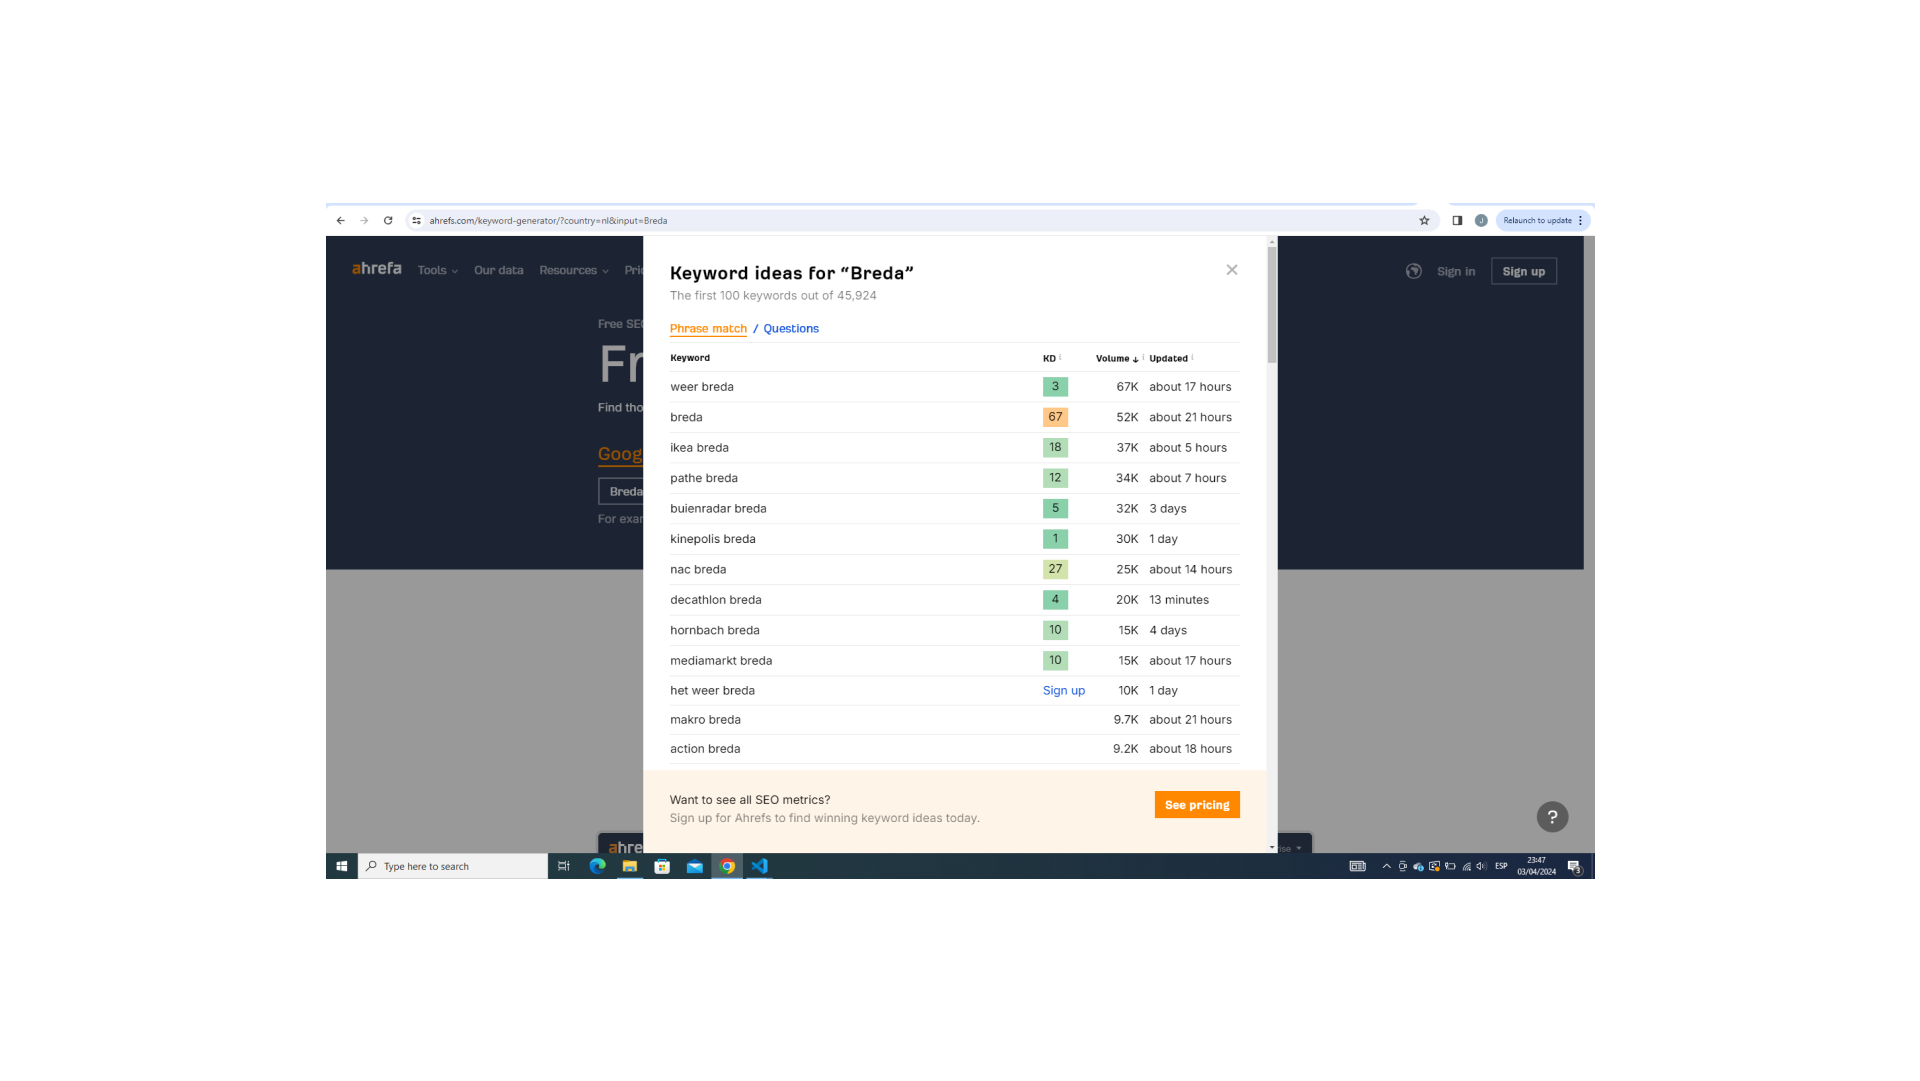 ahrefs.com/keyword-generator/?country=nl&input=Breda
Relaunch to update
ahrefs
Tools
Our data
Resources
Pric
Sign in
Sign up
Free SEO
Fr
Find tho
Goog
Breda
For exam
Keyword ideas for “Breda”
The first 100 keywords out of 45,924
Phrase match / Questions
Keyword KD Volume ↓ Updated
weer breda 3 67K about 17 hours
breda 67 52K about 21 hours
ikea breda 18 37K about 5 hours
pathe breda 12 34K about 7 hours
buienradar breda 5 32K 3 days
kinepolis breda 1 30K 1 day
nac breda 27 25K about 14 hours
decathlon breda 4 20K 13 minutes
hornbach breda 10 15K 4 days
mediamarkt breda 10 15K about 17 hours
het weer breda Sign up 10K 1 day
makro breda 9.7K about 21 hours
action breda 9.2K about 18 hours
Want to see all SEO metrics?
Sign up for Ahrefs to find winning keyword ideas today.
See pricing
?
ahre
rise
Type here to search
ESP
23:47
03/04/2024
3